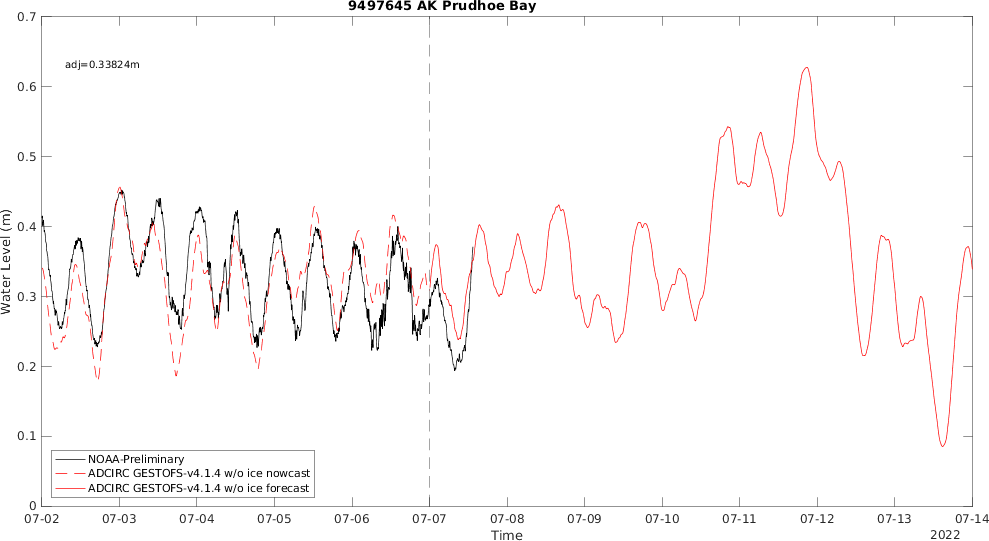 9497645 AK Prudhoe Bay
0.7
adj=0.33824m
0.6
0.5
0.4
0.3
0.2
0.1
0
Water Level (m)
NOAA-Preliminary
ADCIRC GESTOFS-v4.1.4 w/o ice nowcast
ADCIRC GESTOFS-v4.1.4 w/o ice forecast
07-02 07-03 07-04 07-05 07-06 07-07 07-08 07-09 07-10 07-11 07-12 07-13 07-14
Time
2022